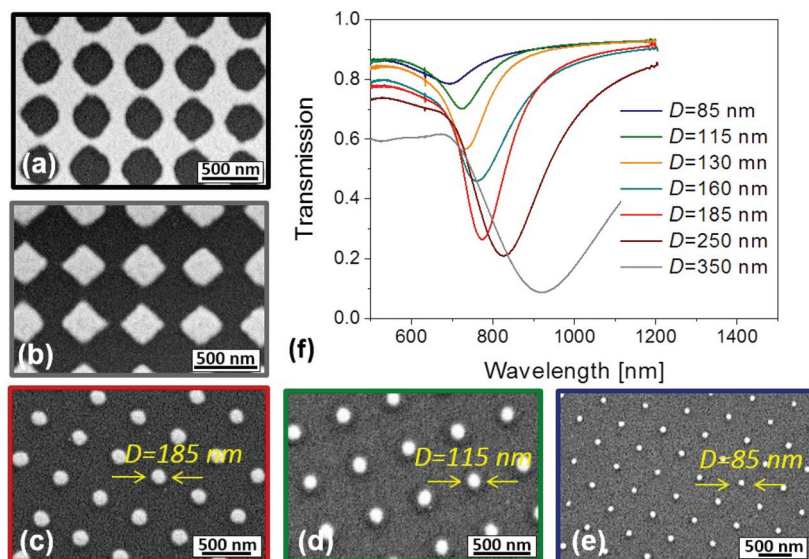 (a)
500 nm
(b)
500 nm
(c)
D=185 nm
500 nm
(d)
D=115 nm
500 nm
(e)
D=85 nm
500 nm
(f)
Transmission
1.0
0.8
0.6
0.4
0.2
0.0
600 800 1000 1200 1400
Wavelength [nm]
D=85 nm
D=115 nm
D=130 mn
D=160 nm
D=185 nm
D=250 nm
D=350 nm